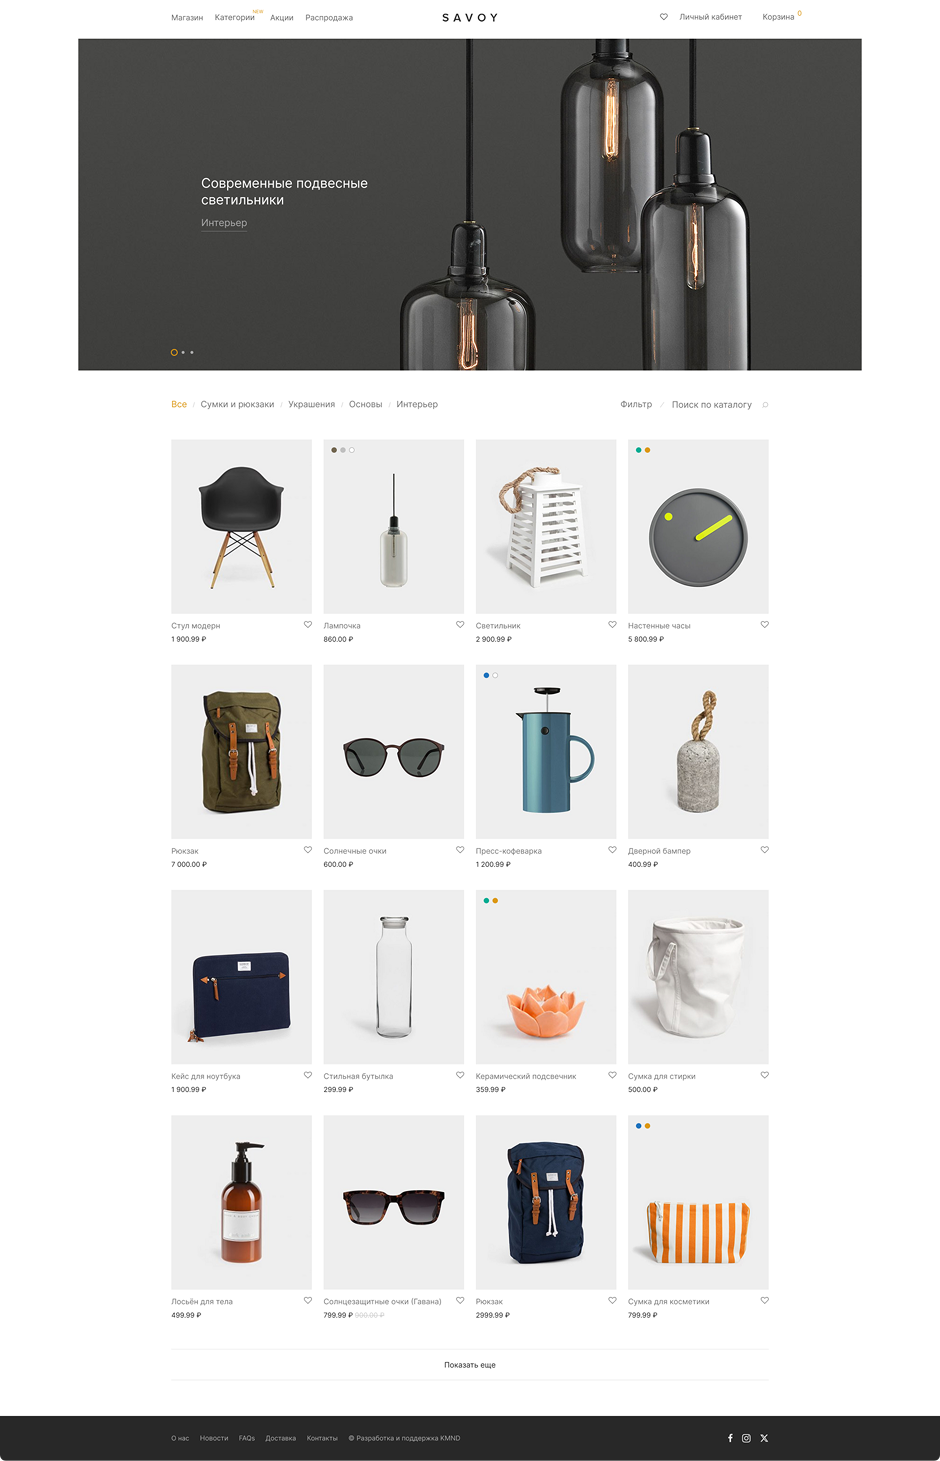 Магазин Категории NEW Акции Распродажа SAVOY Личный кабинет Корзина 0
Современные подвесные
светильники
Интерьер
Все / Сумки и рюкзаки / Украшения / Основы / Интерьер Фильтр / Поиск по каталогу
Стул модерн Лампочка Светильник Настенные часы
1 900.99 ₽ 860.00 ₽ 2 900.99 ₽ 5 800.99 ₽
Рюкзак Солнечные очки Пресс-кофеварка Дверной бампер
7 000.00 ₽ 600.00 ₽ 1 200.99 ₽ 400.99 ₽
Кейс для ноутбука Стильная бутылка Керамический подсвечник Сумка для стирки
1 900.99 ₽ 299.99 ₽ 359.99 ₽ 500.00 ₽
Лосьён для тела Солнцезащитные очки (Гавана) Рюкзак Сумка для косметики
499.99 ₽ 799.99 ₽ 900.00 ₽ 2999.99 ₽ 799.99 ₽
Показать еще
О нас Новости FAQs Доставка Контакты © Разработка и поддержка KMND